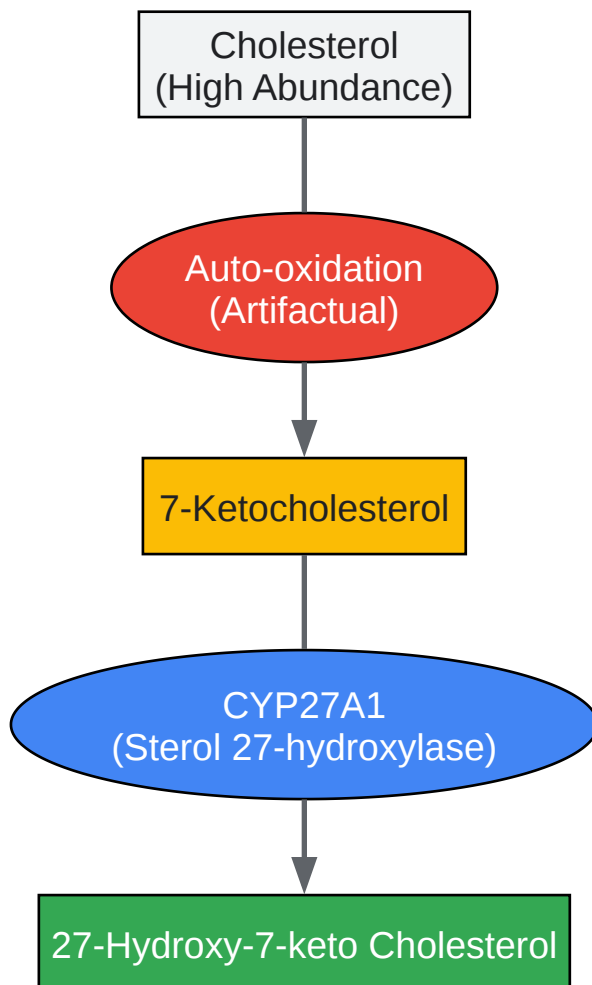 Cholesterol
(High Abundance)
Auto-oxidation
(Artifactual)
7-Ketocholesterol
CYP27A1
(Sterol 27-hydroxylase)
27-Hydroxy-7-keto Cholesterol